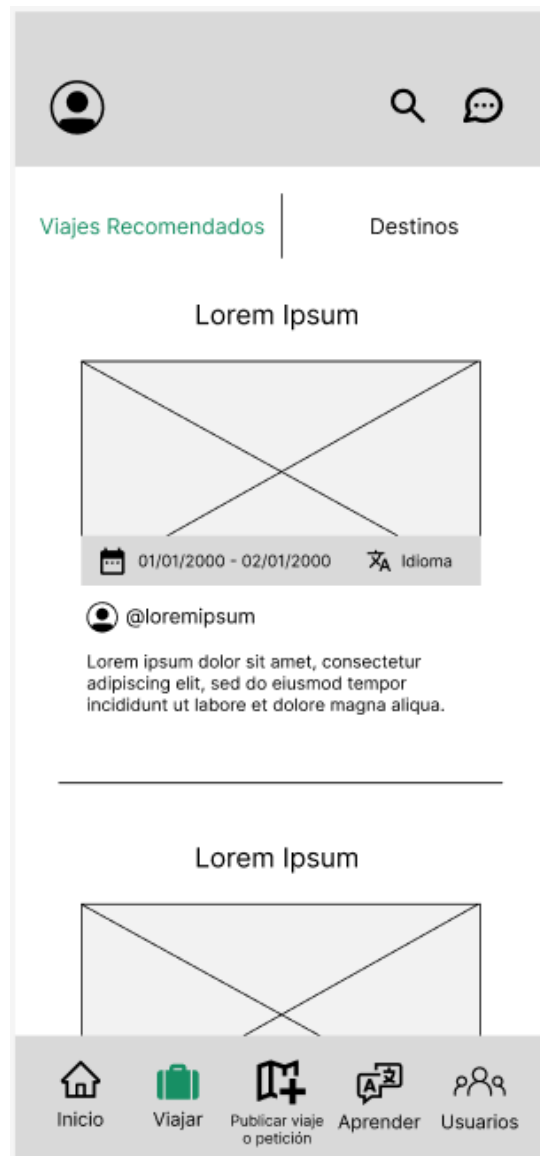 Viajes Recomendados
Destinos
Lorem Ipsum
01/01/2000 - 02/01/2000
Idioma
@loremipsum
Lorem ipsum dolor sit amet, consectetur
adipiscing elit, sed do eiusmod tempor
incididunt ut labore et dolore magna aliqua.
Lorem Ipsum
Inicio
Viajar
Publicar viaje
o petición
Aprender
Usuarios